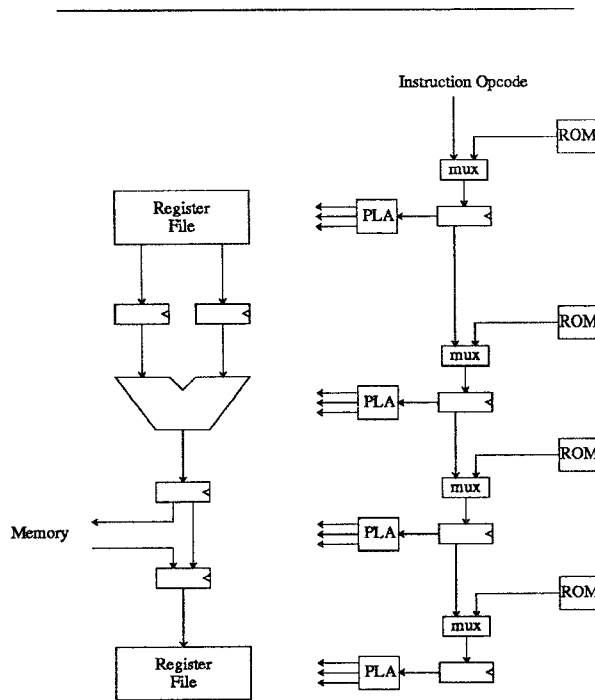 Instruction Opcode
ROM
mux
Register
File
PLA
ROM
mux
PLA
ROM
mux
Memory
PLA
ROM
mux
Register
File
PLA